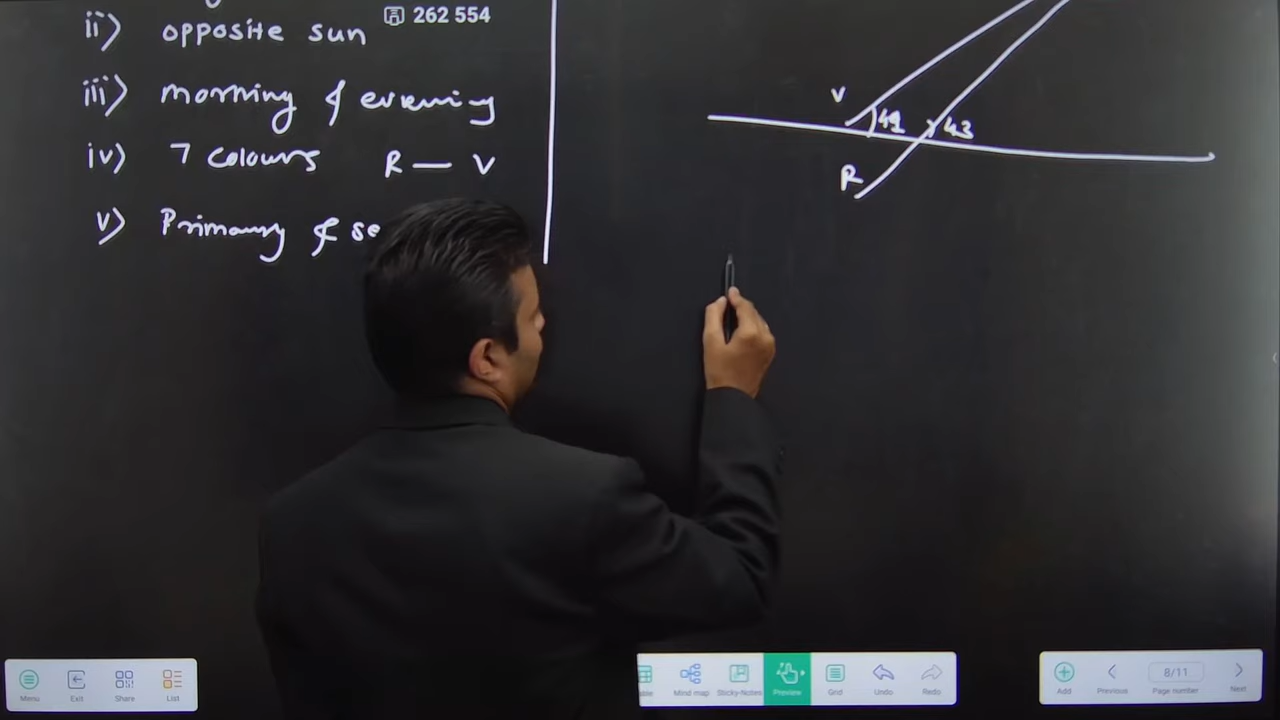 ii) opposite sun
262 554
iii) morning & evening
iv) 7 colours R — V
v) Primary & se
V
41
43
R
Menu
Exit
Share
List
Mind map
Sticky-Notes
Preview
Grid
Undo
Redo
Add
Previous
8/11
Page number
Next